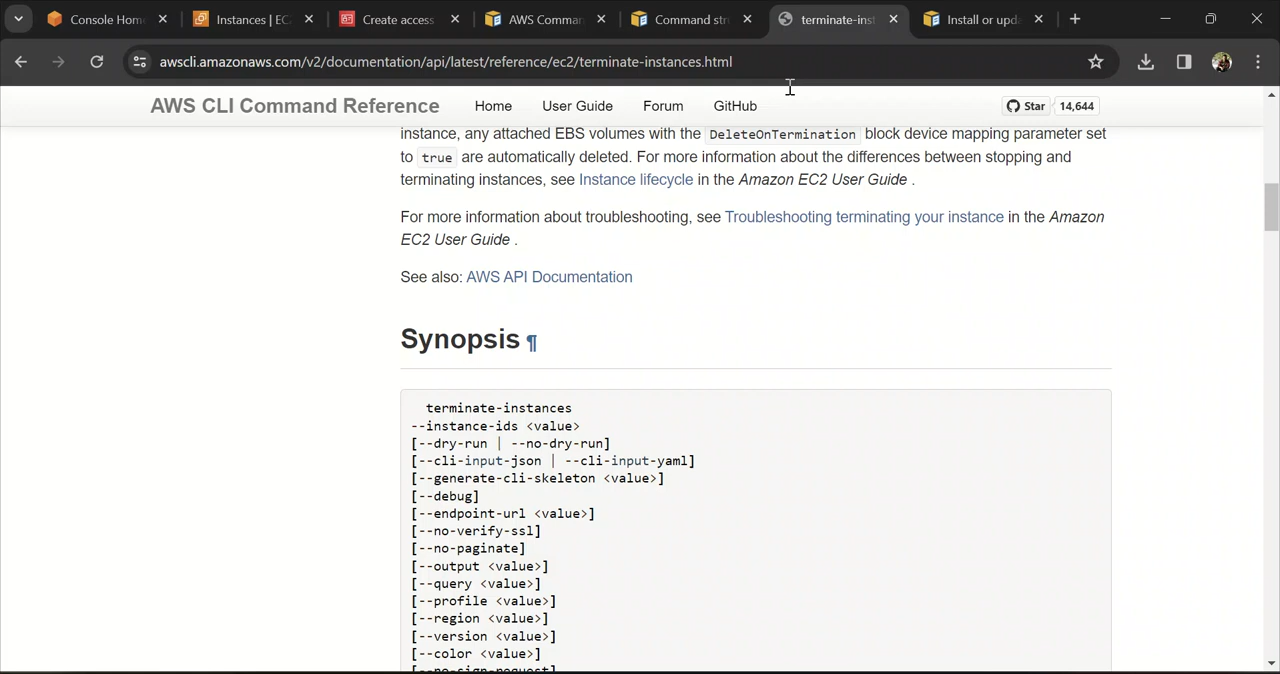 Console Hom
Instances | EC
Create access
AWS Comman
Command str
terminate-inst
Install or upda
awscli.amazonaws.com/v2/documentation/api/latest/reference/ec2/terminate-instances.html
AWS CLI Command Reference Home User Guide Forum GitHub Star 14,644
instance, any attached EBS volumes with the DeleteOnTermination block device mapping parameter set
to true are automatically deleted. For more information about the differences between stopping and
terminating instances, see Instance lifecycle in the Amazon EC2 User Guide .
For more information about troubleshooting, see Troubleshooting terminating your instance in the Amazon
EC2 User Guide .
See also: AWS API Documentation
Synopsis ¶
terminate-instances
--instance-ids <value>
[--dry-run | --no-dry-run]
[--cli-input-json | --cli-input-yaml]
[--generate-cli-skeleton <value>]
[--debug]
[--endpoint-url <value>]
[--no-verify-ssl]
[--no-paginate]
[--output <value>]
[--query <value>]
[--profile <value>]
[--region <value>]
[--version <value>]
[--color <value>]
[--no-sign-request]